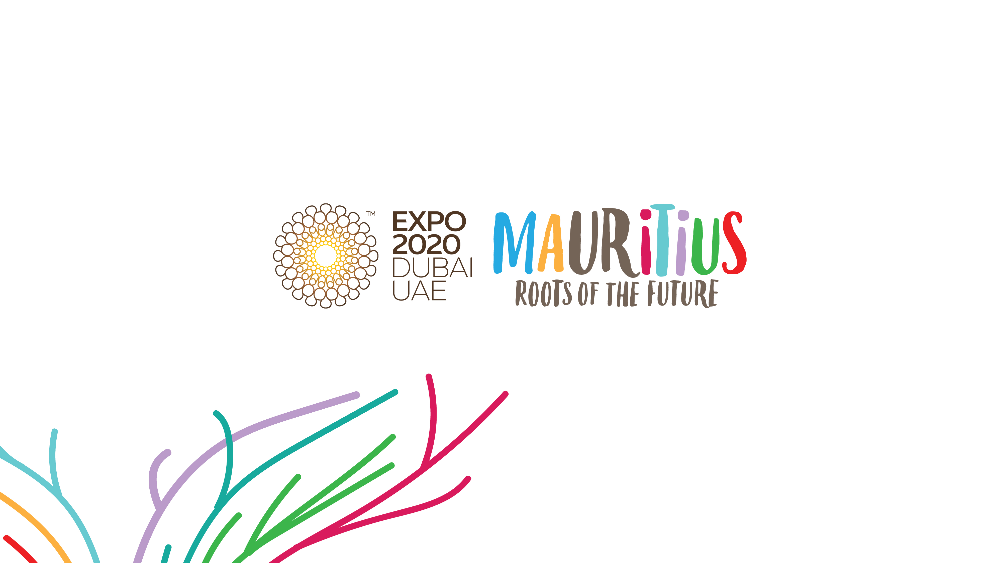 TM
EXPO
2020
DUBAI
UAE
MAURiTiUS
ROOTS OF THE FUTURE